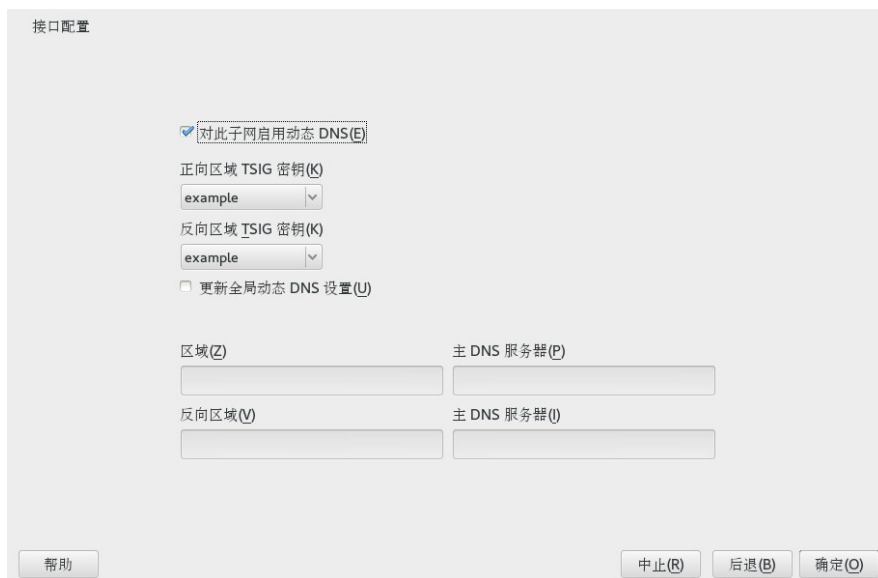 接口配置
对此子网启用动态 DNS(E)
正向区域 TSIG 密钥(K)
example
反向区域 TSIG 密钥(K)
example
更新全局动态 DNS 设置(U)
区域(Z) 主 DNS 服务器(P)
反向区域(V) 主 DNS 服务器(I)
帮助 中止(R) 后退(B) 确定(O)